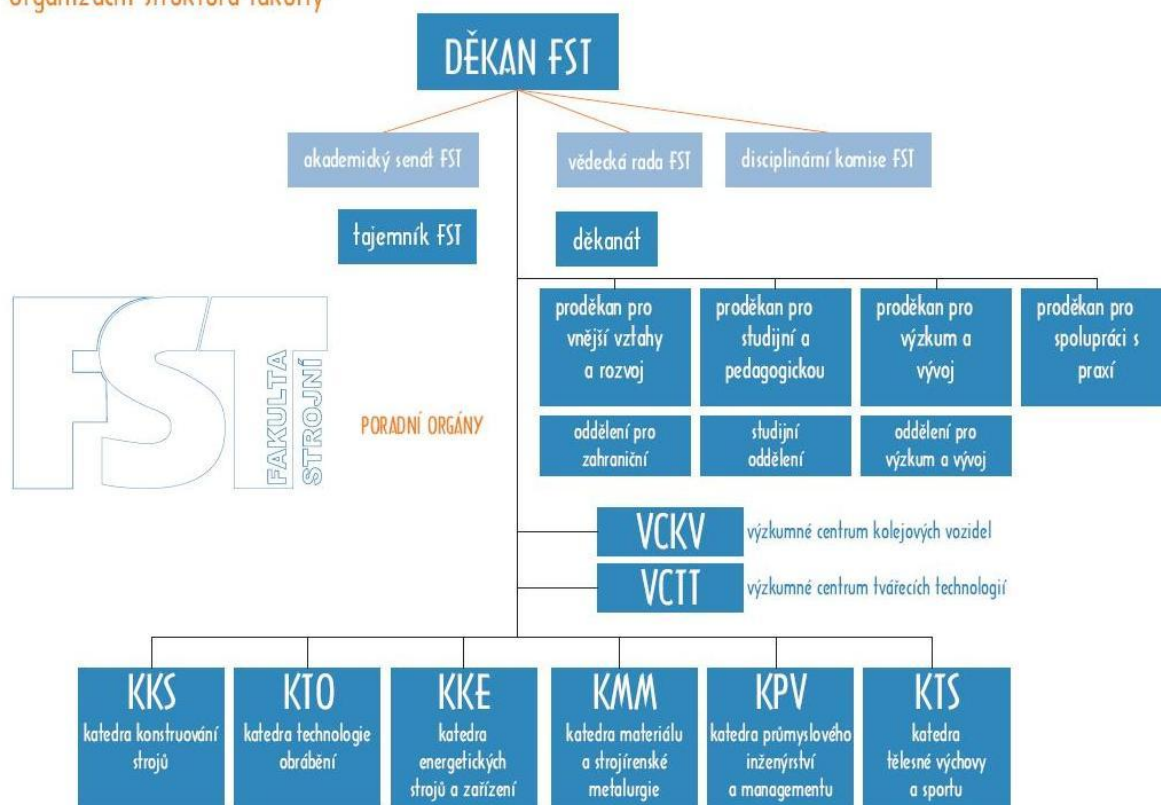 organizační struktura fakulty
DĚKAN FST
akademický senát FST
vědecká rada FST
disciplinární komise FST
tajemník FST
děkanát
proděkan pro
vnější vztahy
a rozvoj
proděkan pro
studijní a
pedagogickou
proděkan pro
výzkum a
vývoj
proděkan pro
spolupráci s
praxí
FST
FAKULTA
STROJNÍ
PORADNÍ ORGÁNY
oddělení pro
zahraniční
studijní
oddělení
oddělení pro
výzkum a vývoj
VCKV
výzkumné centrum kolejových vozidel
VCTT
výzkumné centrum tvářecích technologií
KKS
katedra konstruování
strojů
KTO
katedra technologie
obrábění
KKE
katedra
energetických
strojů a zařízení
KMM
katedra materiálu
a strojírenské
metalurgie
KPV
katedra průmyslového
inženýrství
a managementu
KTS
katedra
tělesné výchovy
a sportu